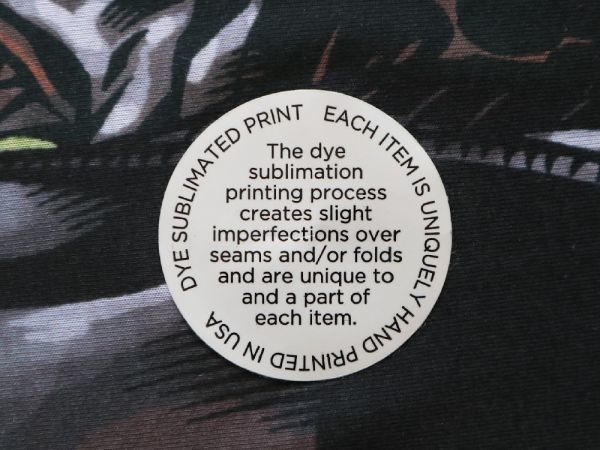 DYE SUBLIMATED PRINT
EACH ITEM IS UNIQUELY HAND PRINTED IN USA
The dye
sublimation
printing process
creates slight
imperfections over
seams and/or folds
and are unique to
and a part of
each item.